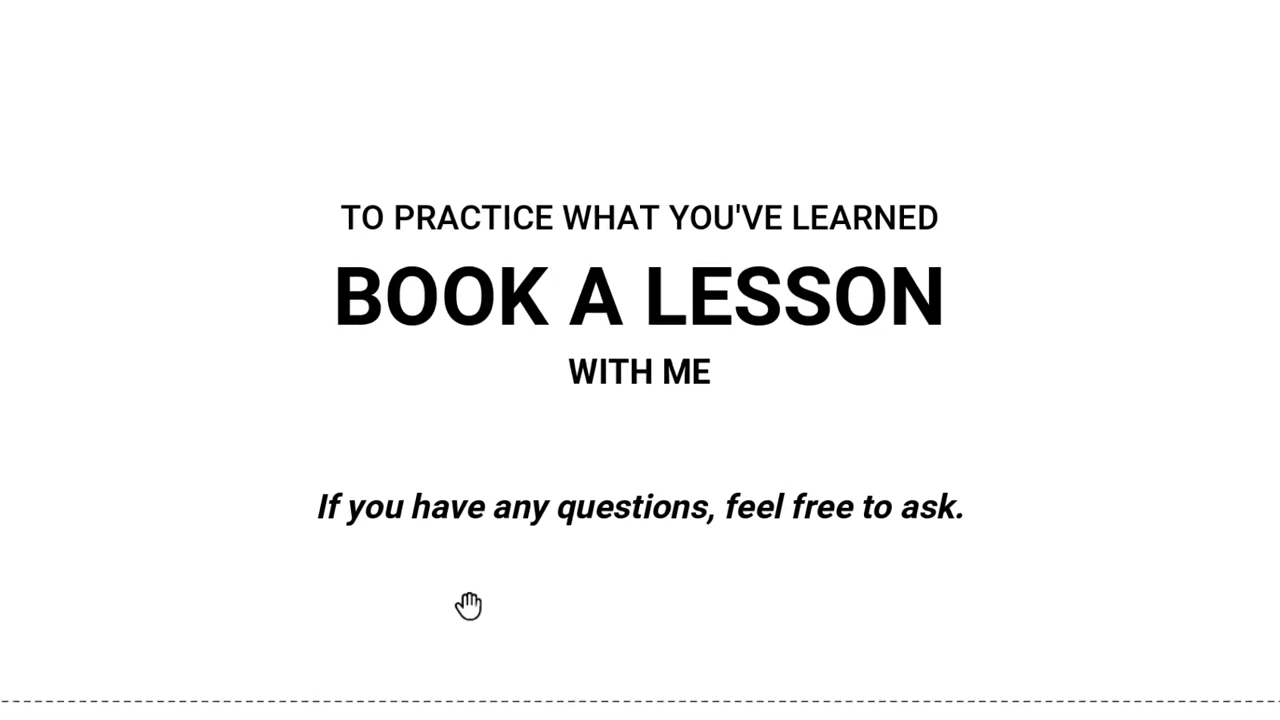 TO PRACTICE WHAT YOU'VE LEARNED
BOOK A LESSON
WITH ME
If you have any questions, feel free to ask.